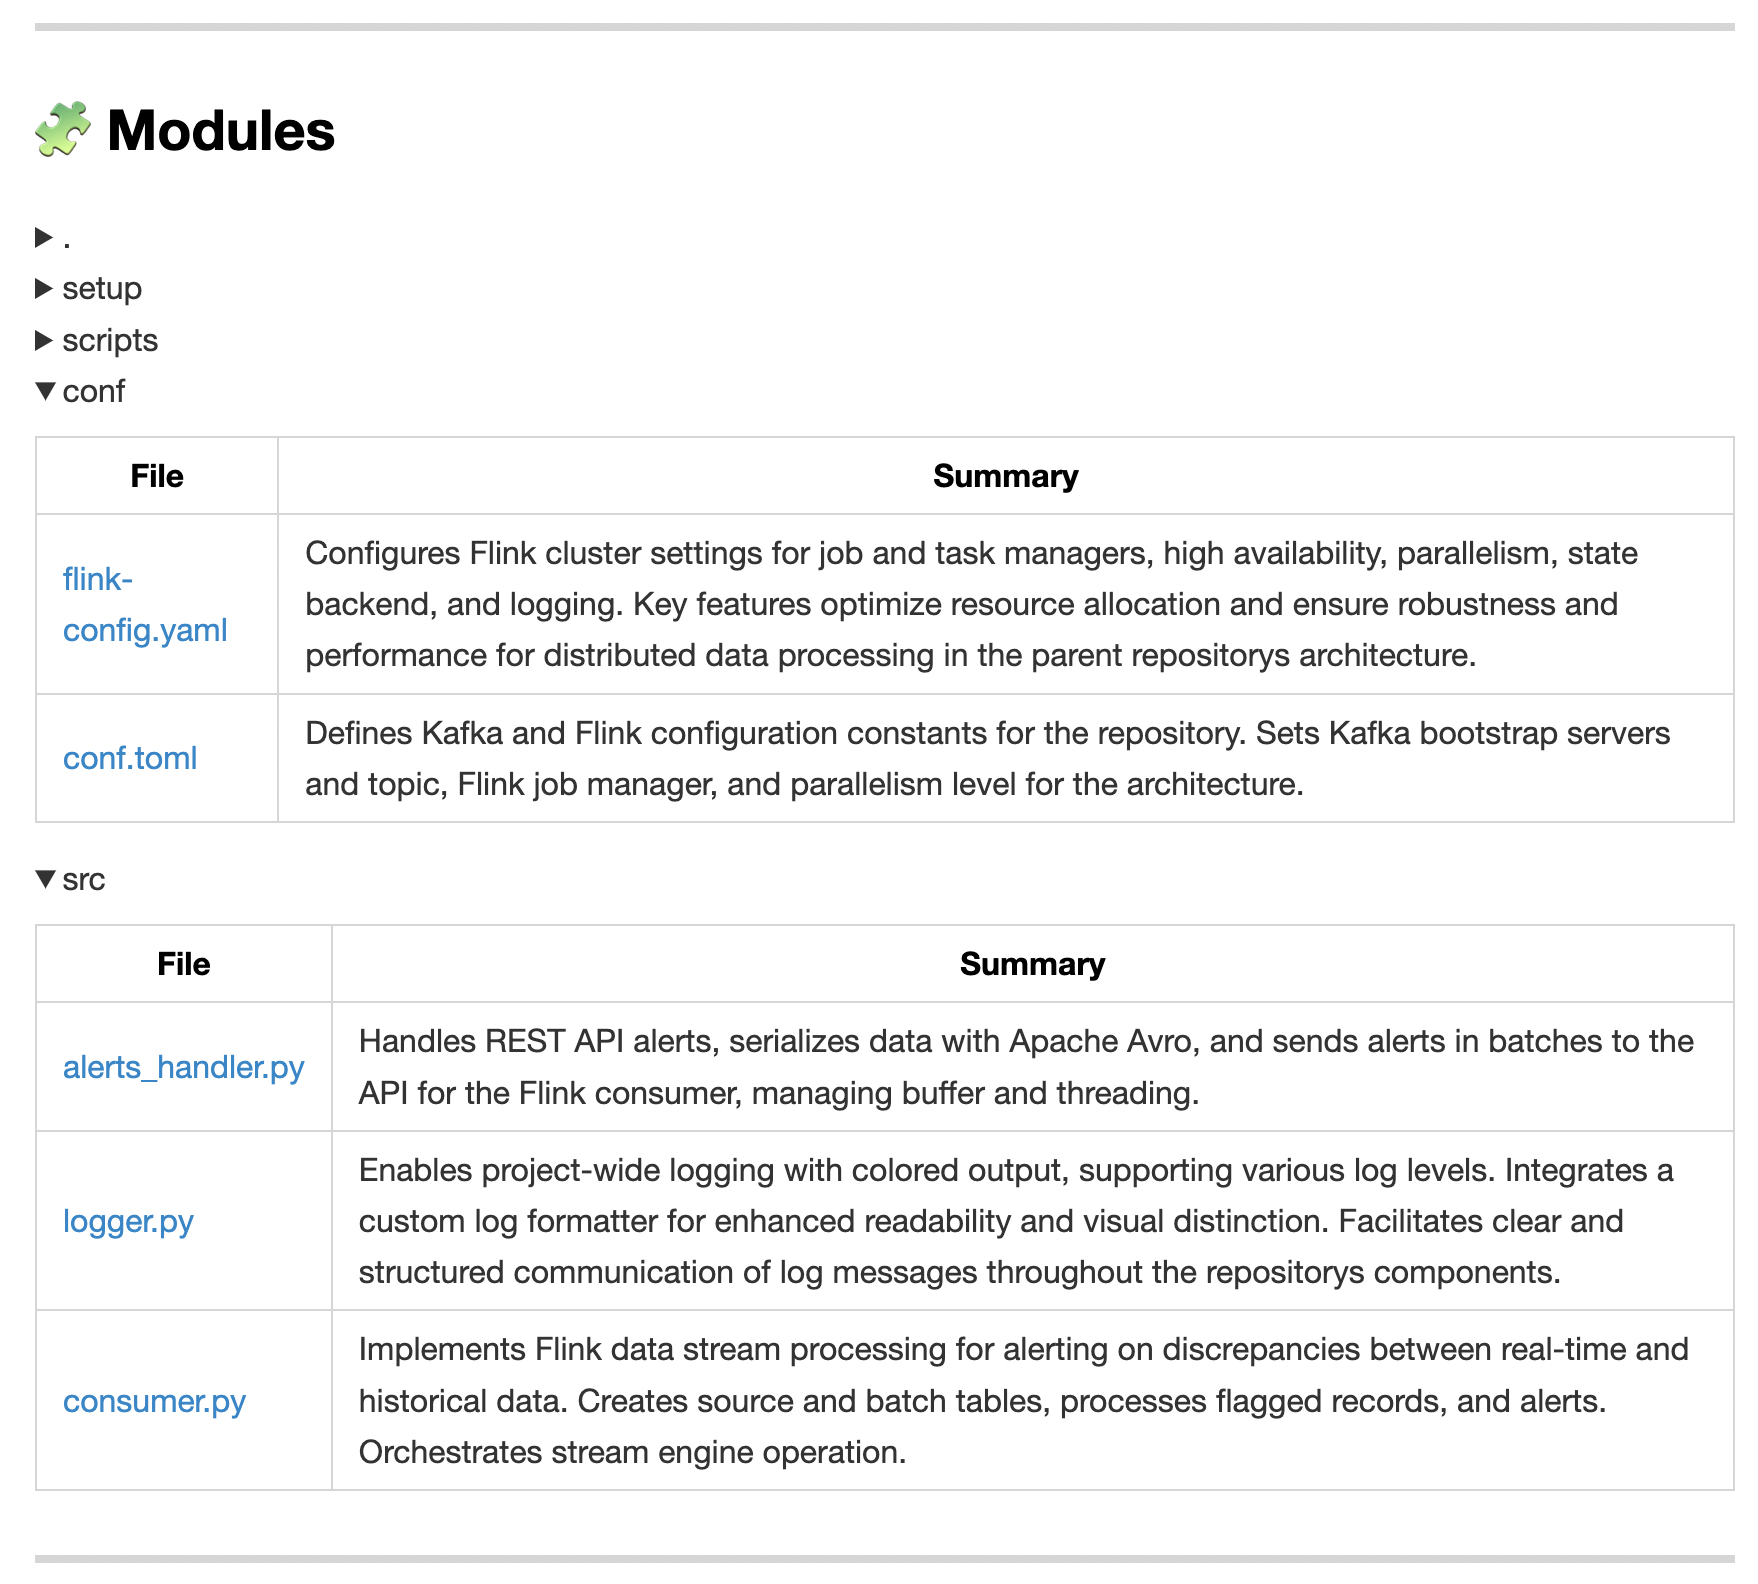 🧩 Modules
▶ .
▶ setup
▶ scripts
▼ conf
File Summary
flink-
config.yaml
Configures Flink cluster settings for job and task managers, high availability, parallelism, state
backend, and logging. Key features optimize resource allocation and ensure robustness and
performance for distributed data processing in the parent repositorys architecture.
conf.toml
Defines Kafka and Flink configuration constants for the repository. Sets Kafka bootstrap servers
and topic, Flink job manager, and parallelism level for the architecture.
▼ src
File Summary
alerts_handler.py
Handles REST API alerts, serializes data with Apache Avro, and sends alerts in batches to the
API for the Flink consumer, managing buffer and threading.
logger.py
Enables project-wide logging with colored output, supporting various log levels. Integrates a
custom log formatter for enhanced readability and visual distinction. Facilitates clear and
structured communication of log messages throughout the repositorys components.
consumer.py
Implements Flink data stream processing for alerting on discrepancies between real-time and
historical data. Creates source and batch tables, processes flagged records, and alerts.
Orchestrates stream engine operation.